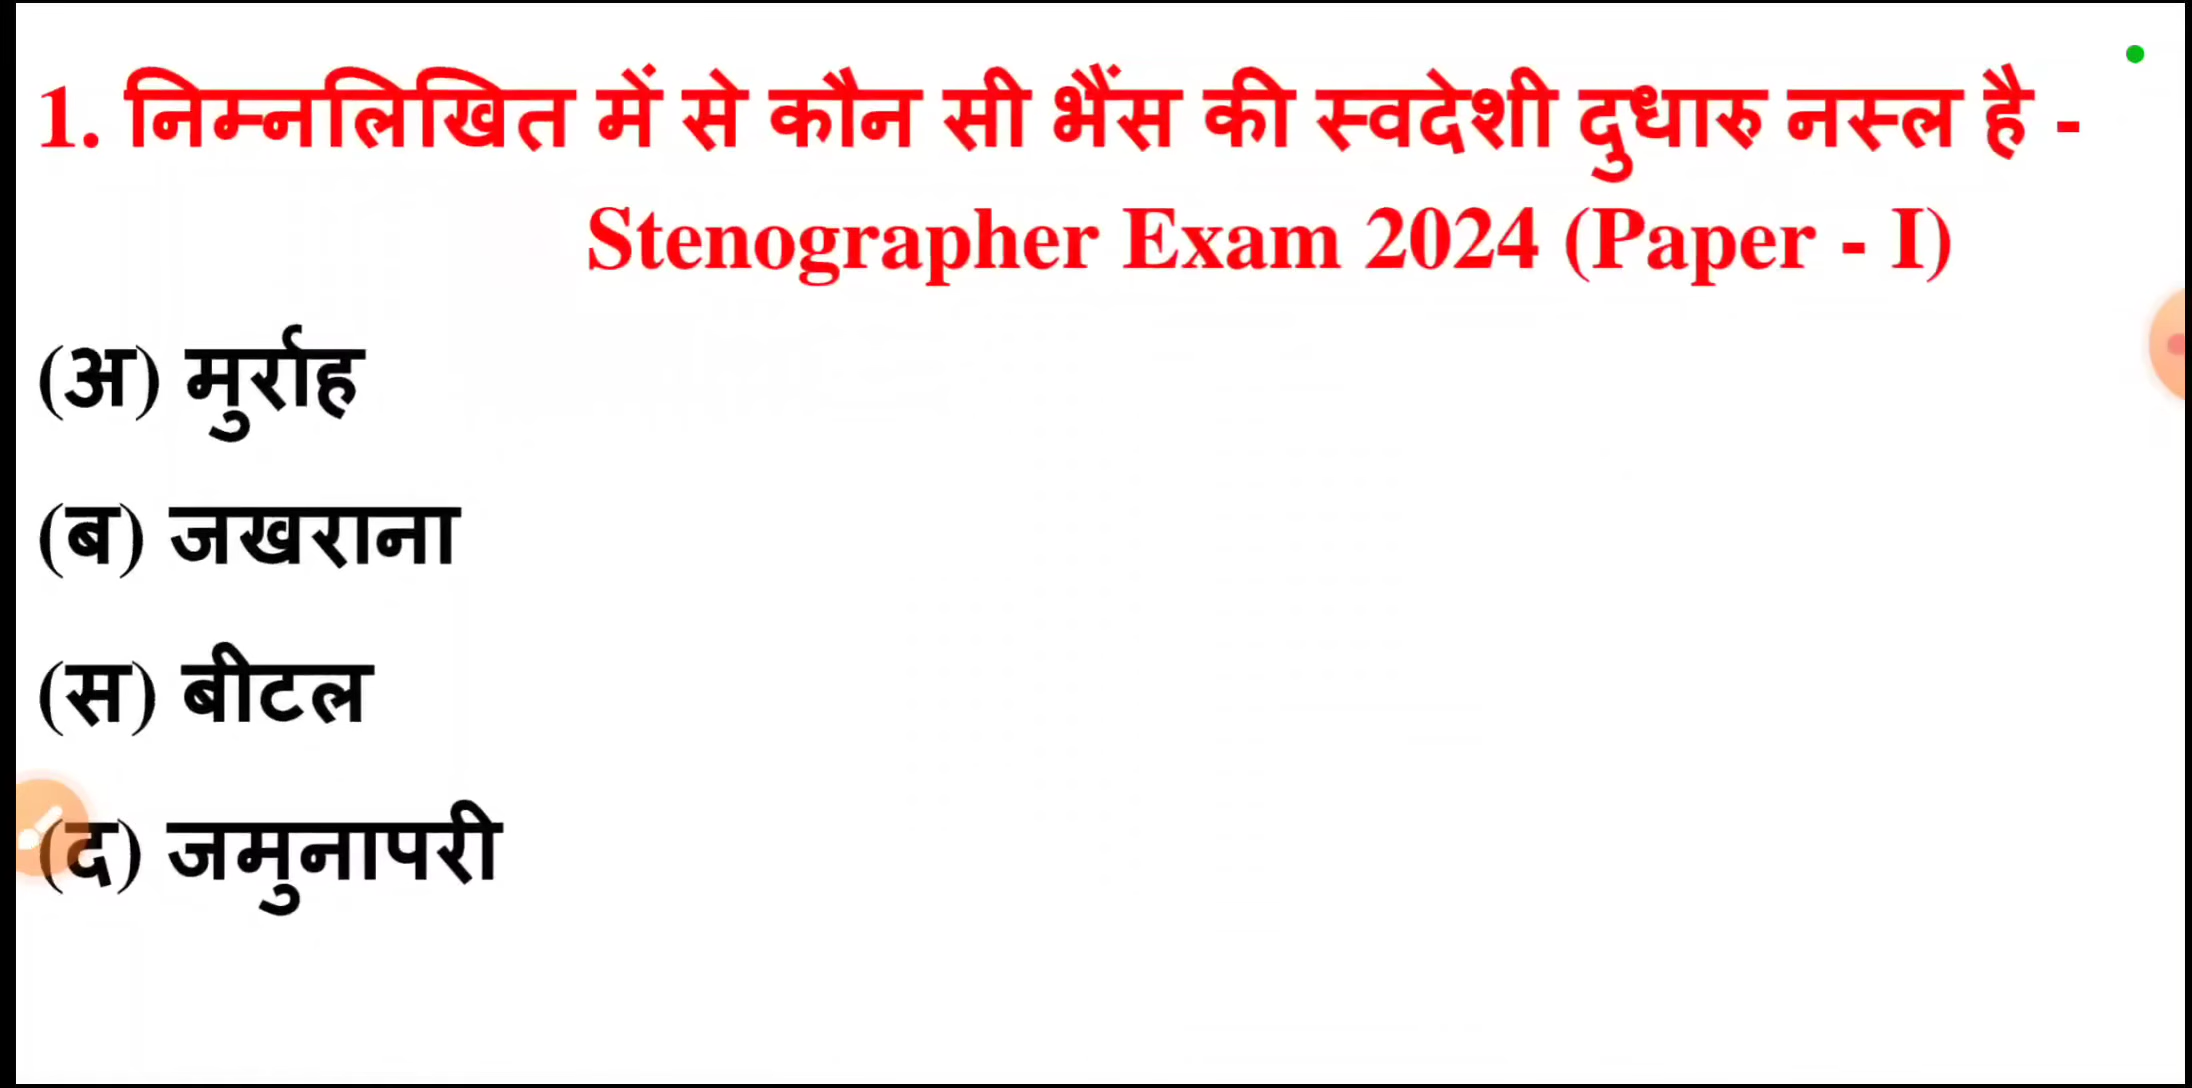 1. निम्नलिखित में से कौन सी भैंस की स्वदेशी दुधारु नस्ल है -
Stenographer Exam 2024 (Paper - I)
(अ) मुर्राह
(ब) जखराना
(स) बीटल
(द) जमुनापरी